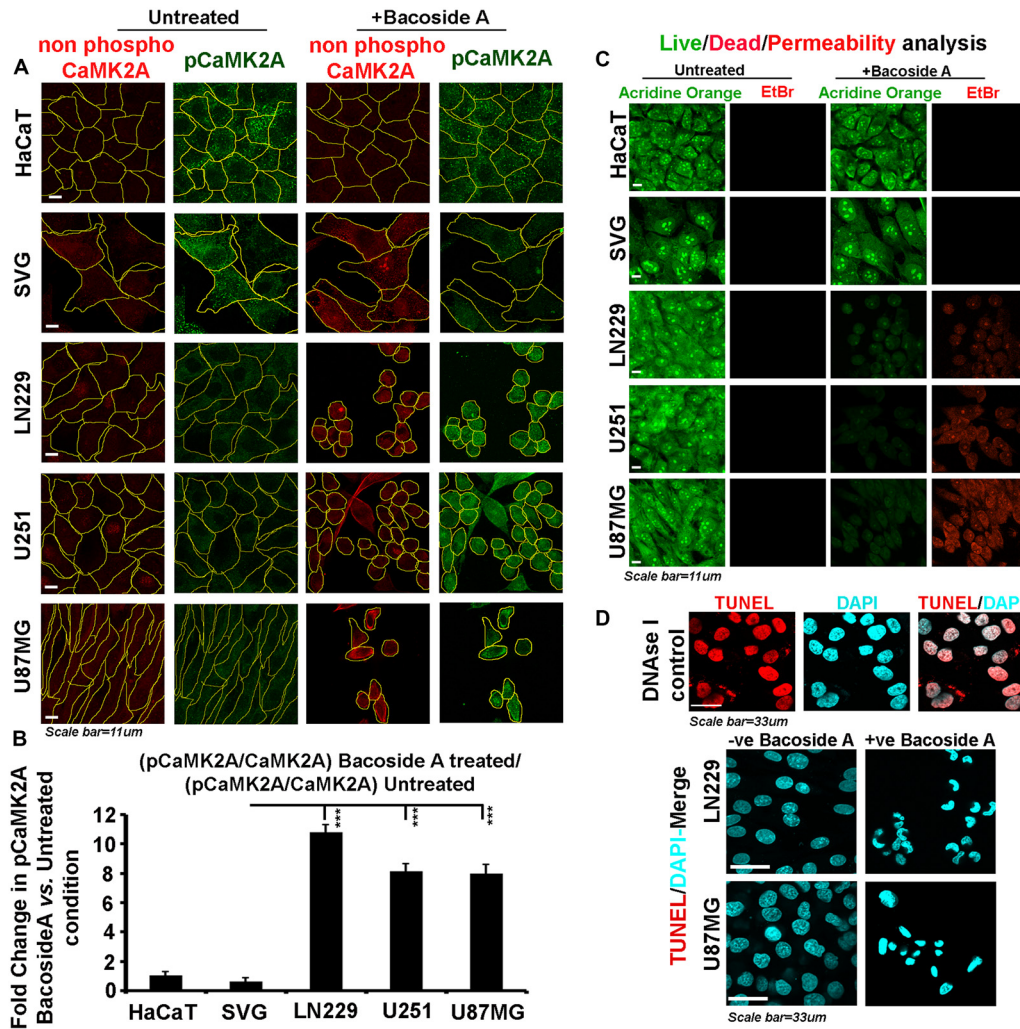 A
Untreated
+Bacoside A
non phospho CaMK2A
pCaMK2A
non phospho CaMK2A
pCaMK2A
HaCaT
SVG
LN229
U251
U87MG
Scale bar=11um
B
(pCaMK2A/CaMK2A) Bacoside A treated/
(pCaMK2A/CaMK2A) Untreated
Fold Change in pCaMK2A
BacosideA vs. Untreated
condition
12
10
8
6
4
2
0
***
***
***
HaCaT SVG LN229 U251 U87MG
C
Live/Dead/Permeability analysis
Untreated
+Bacoside A
Acridine Orange EtBr Acridine Orange EtBr
HaCaT
SVG
LN229
U251
U87MG
Scale bar=11um
D
TUNEL DAPI TUNEL/DAP
DNAse I
control
Scale bar=33um
-ve Bacoside A +ve Bacoside A
TUNEL/DAPI-Merge
LN229
U87MG
Scale bar=33um